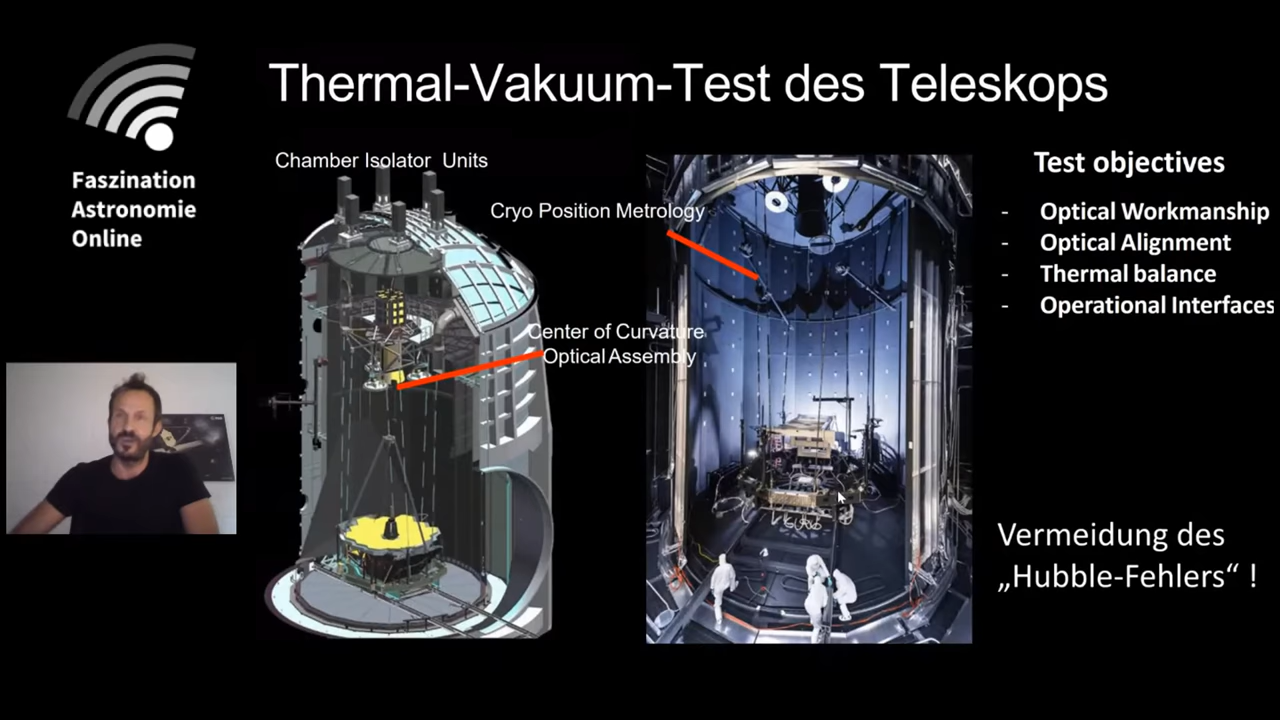 Thermal-Vakuum-Test des Teleskops
Faszination
Astronomie
Online
Chamber Isolator Units
Cryo Position Metrology
Center of Curvature
Optical Assembly
Test objectives
- Optical Workmanship
- Optical Alignment
- Thermal balance
- Operational Interfaces
Vermeidung des
„Hubble-Fehlers“ !